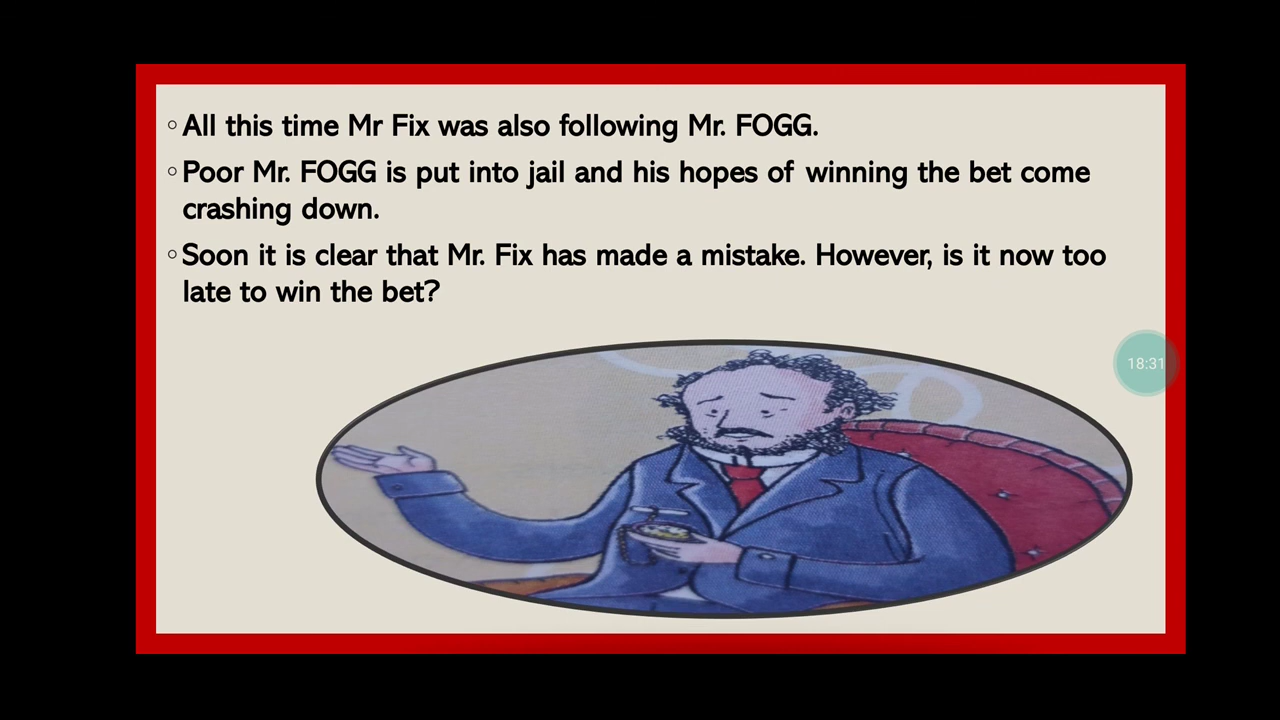 ◦All this time Mr Fix was also following Mr. FOGG.
◦Poor Mr. FOGG is put into jail and his hopes of winning the bet come
crashing down.
◦Soon it is clear that Mr. Fix has made a mistake. However, is it now too
late to win the bet?
18:31